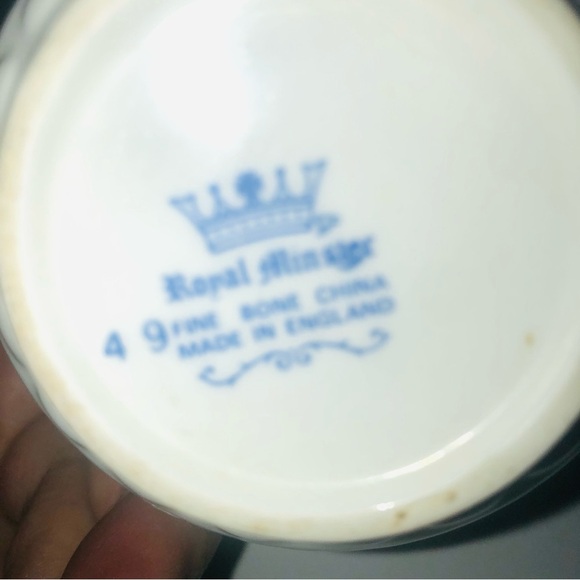 Royal Minster
4 9 FINE BONE CHINA
MADE IN ENGLAND